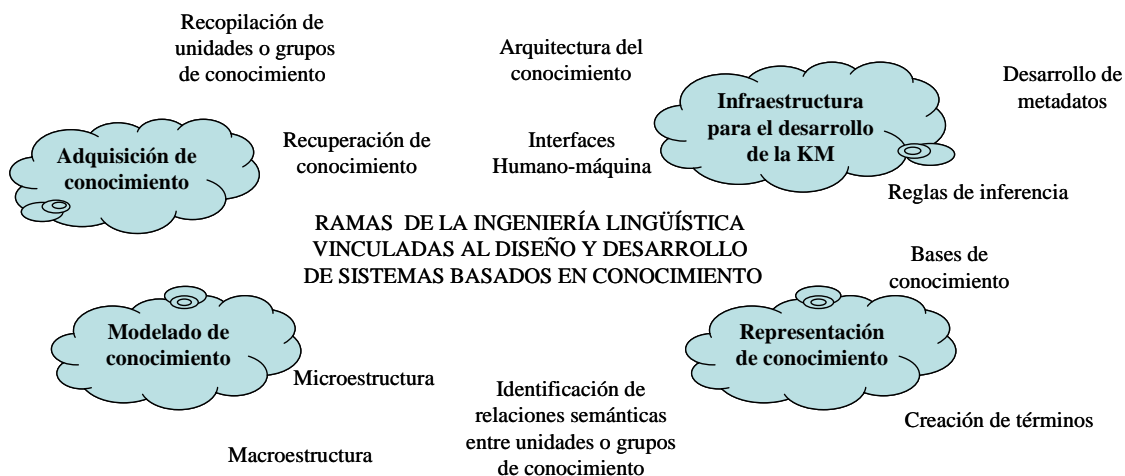 Recopilación de
unidades o grupos
de conocimiento
Arquitectura del
conocimiento
Infraestructura
para el desarrollo
de la KM
Desarrollo de
metadatos
Adquisición de
conocimiento
Recuperación de
conocimiento
Interfaces
Humano-máquina
Reglas de inferencia
RAMAS DE LA INGENIERÍA LINGÜÍSTICA
VINCULADAS AL DISEÑO Y DESARROLLO
DE SISTEMAS BASADOS EN CONOCIMIENTO
Bases de
conocimiento
Modelado de
conocimiento
Representación
de conocimiento
Microestructura
Identificación de
relaciones semánticas
entre unidades o grupos
de conocimiento
Creación de términos
Macroestructura